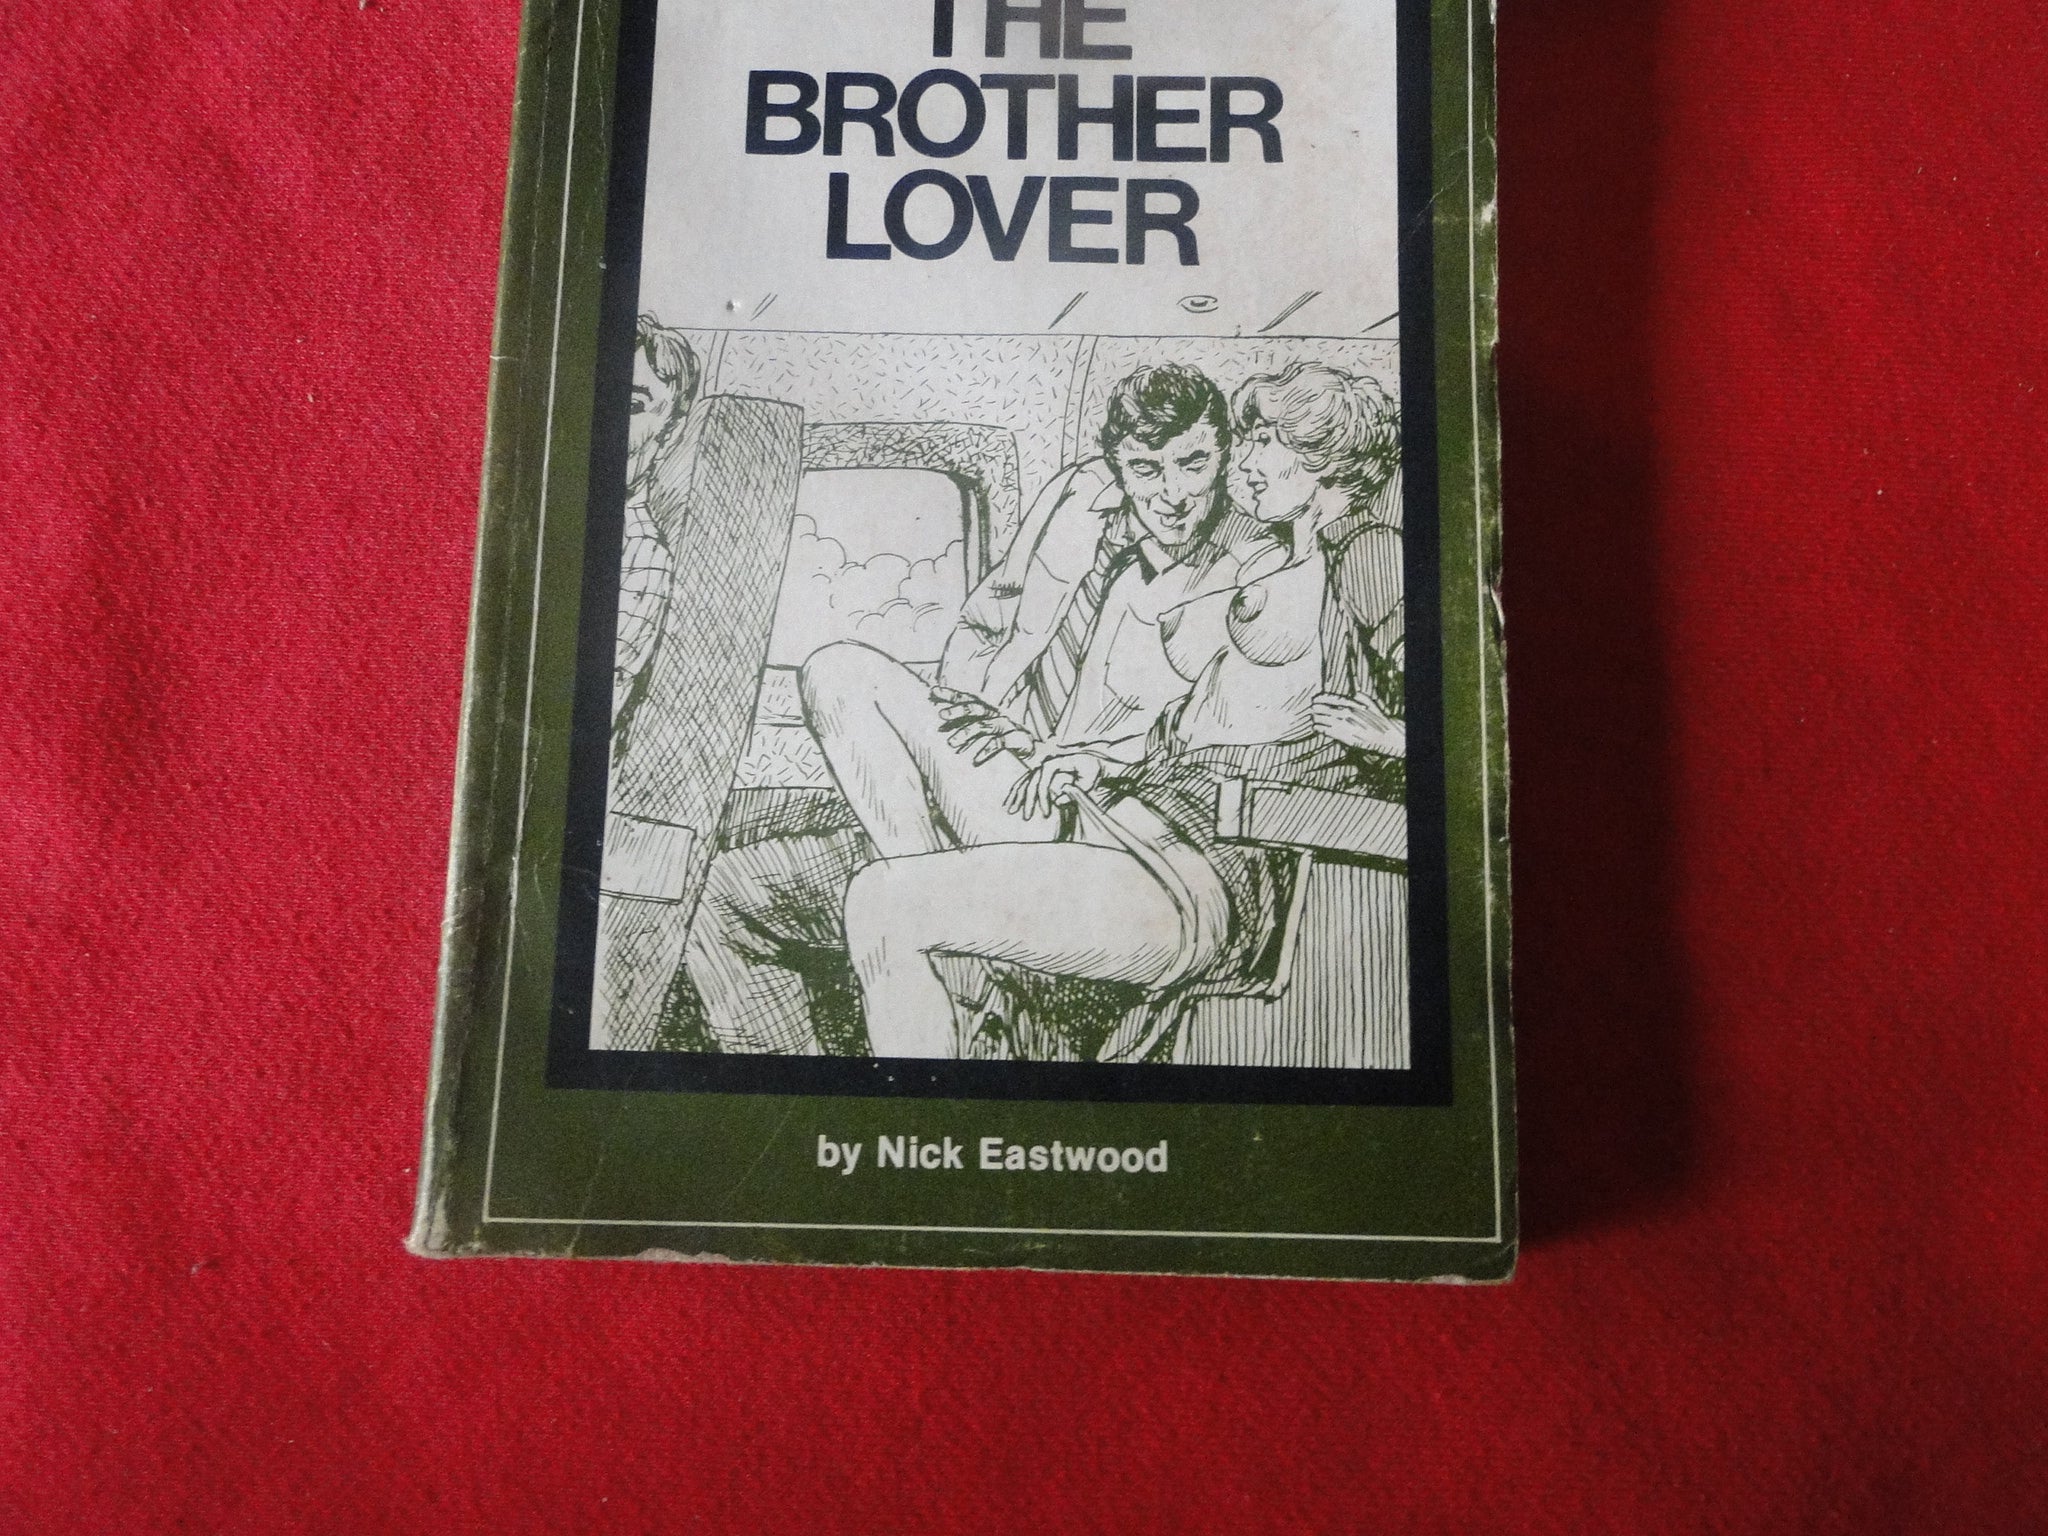 THE
BROTHER
LOVER
by Nick Eastwood